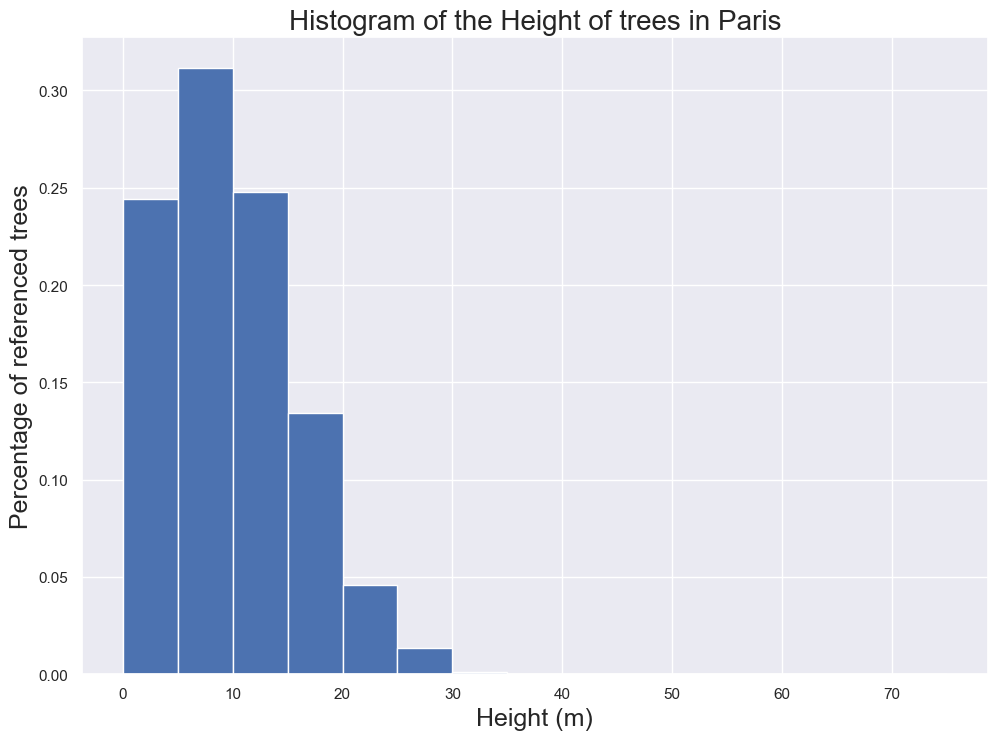 Histogram of the Height of trees in Paris
Percentage of referenced trees
0.30
0.25
0.20
0.15
0.10
0.05
0.00
0 10 20 30 40 50 60 70
Height (m)